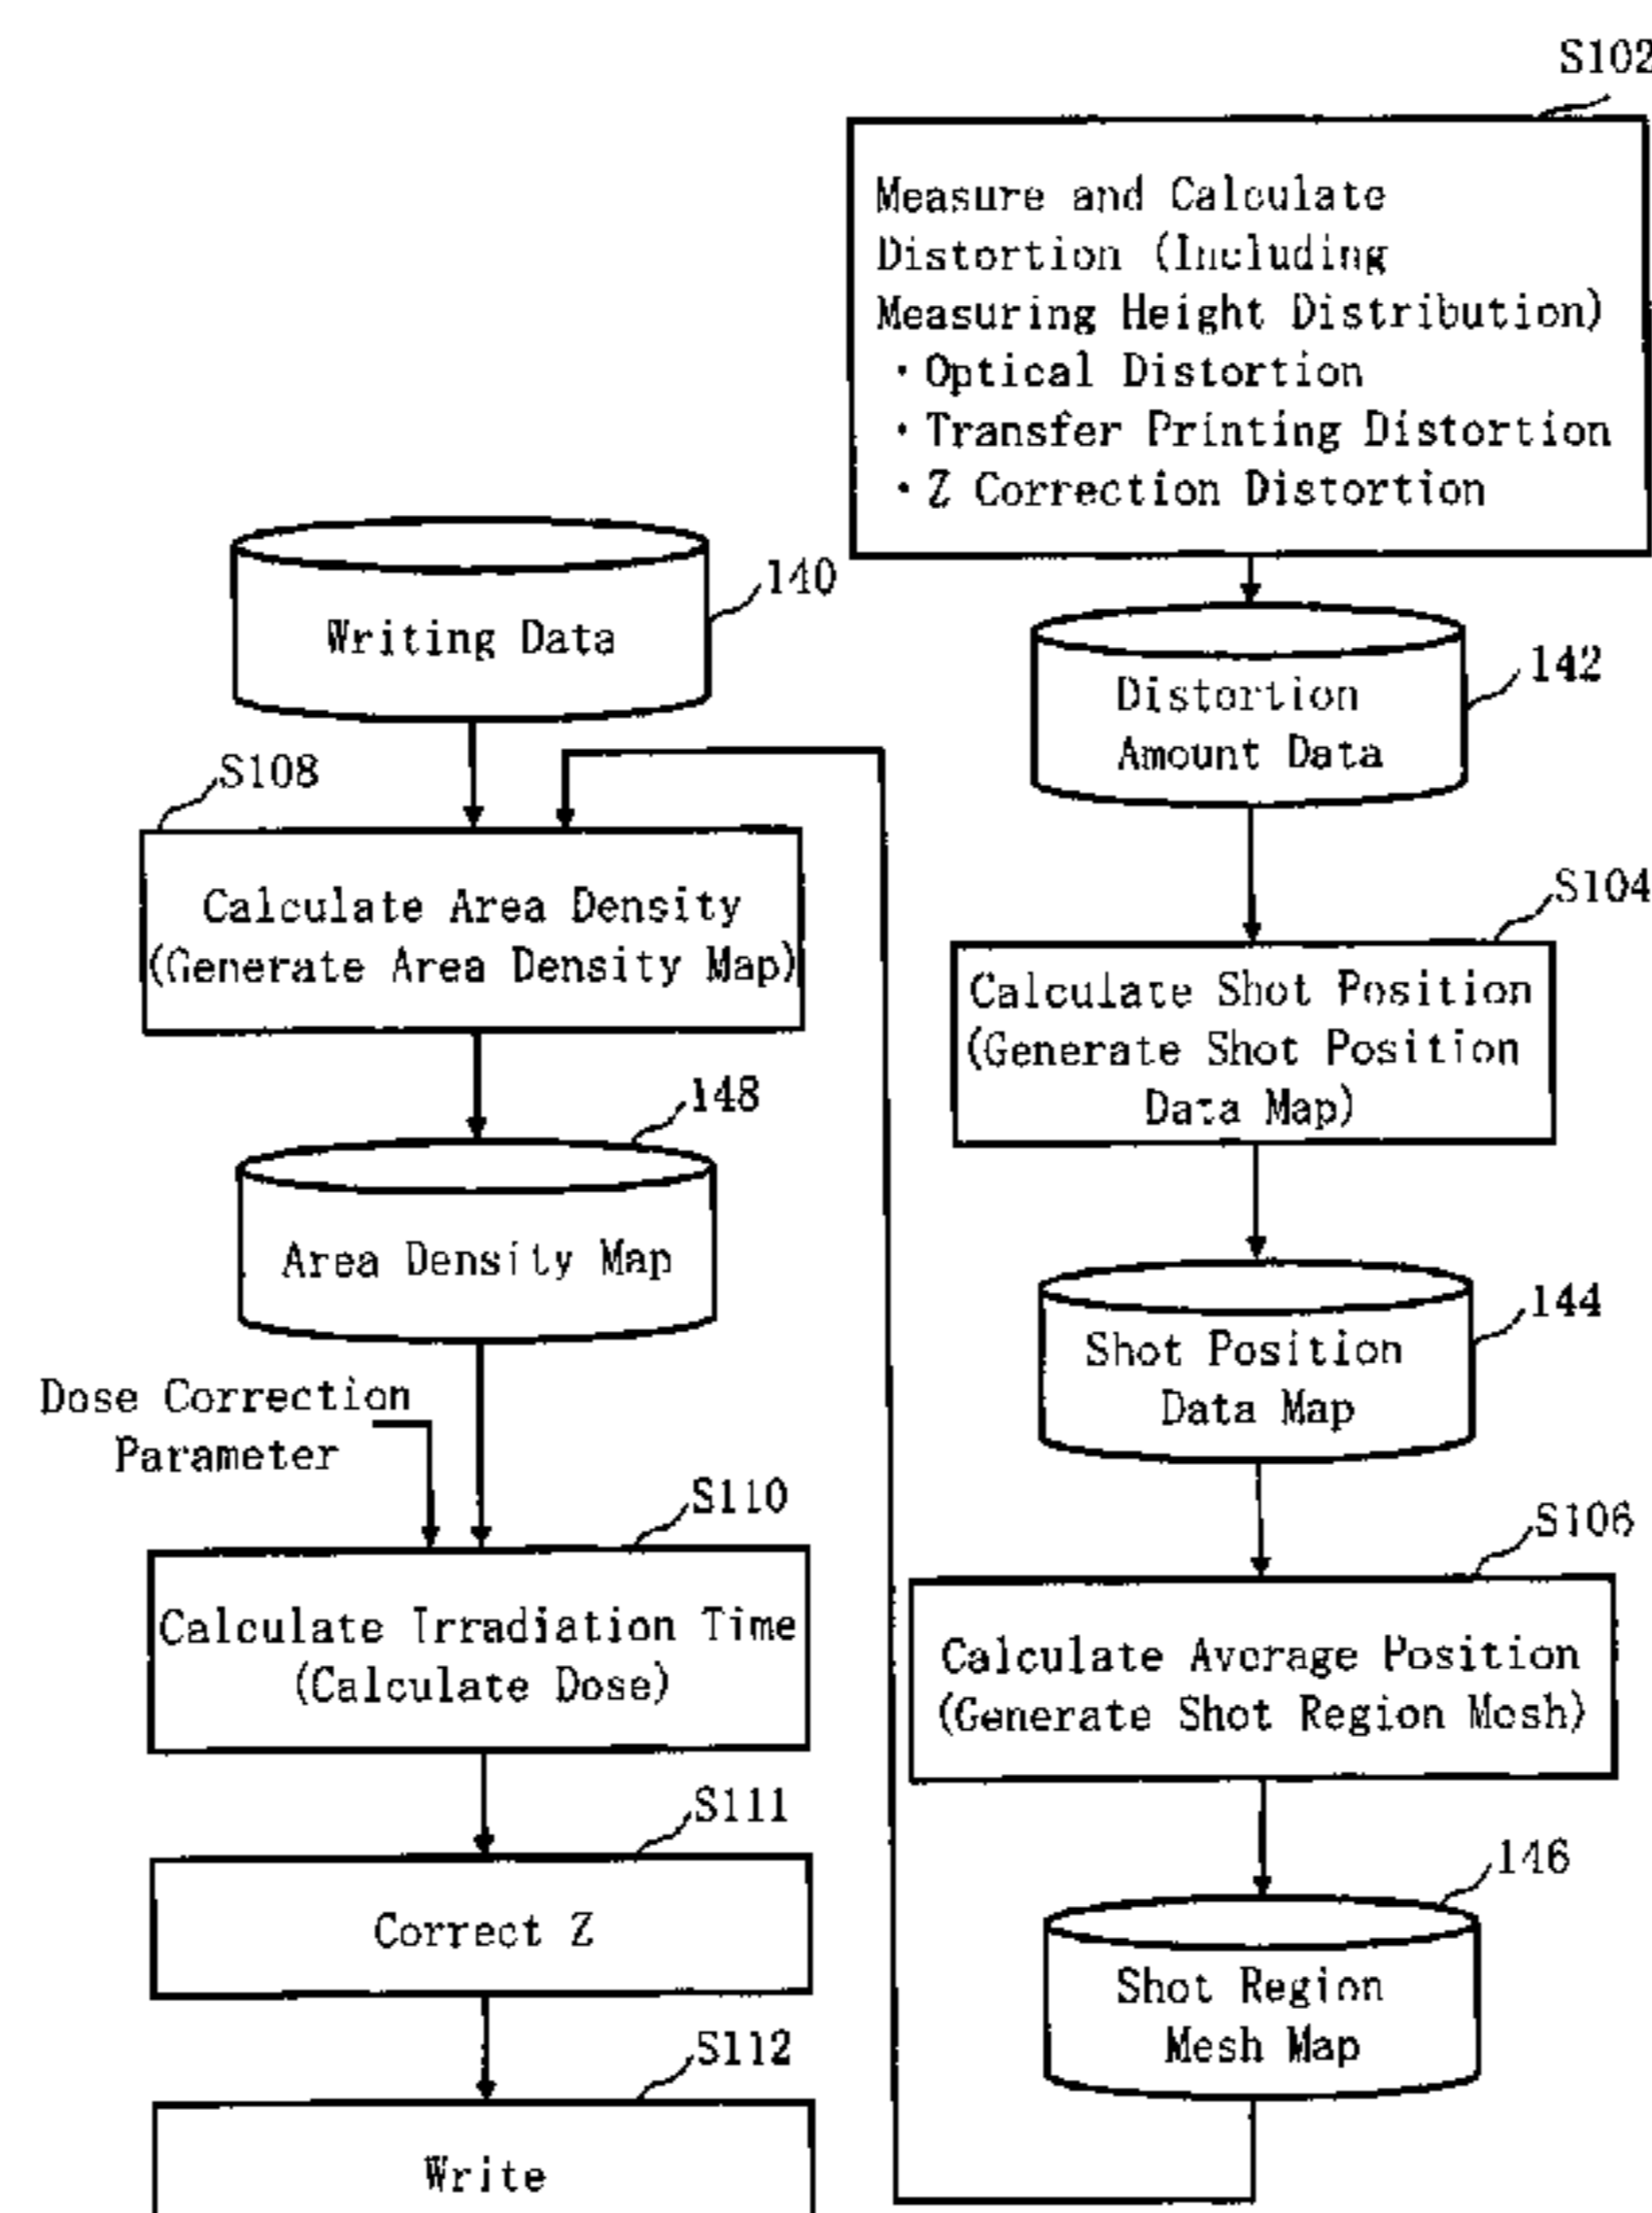 S102
Measure and Calculate
Distortion (Including
Measuring Height Distribution)
・Optical Distortion
・Transfer Printing Distortion
・Z Correction Distortion
140
Writing Data
142
Distortion
Amount Data
S108
Calculate Area Density
(Generate Area Density Map)
S104
Calculate Shot Position
(Generate Shot Position
Data Map)
148
Area Density Map
144
Shot Position
Data Map
Dose Correction
Parameter
S110
Calculate Irradiation Time
(Calculate Dose)
S106
Calculate Average Position
(Generate Shot Region Mesh)
S111
Correct Z
146
Shot Region
Mesh Map
S112
Write